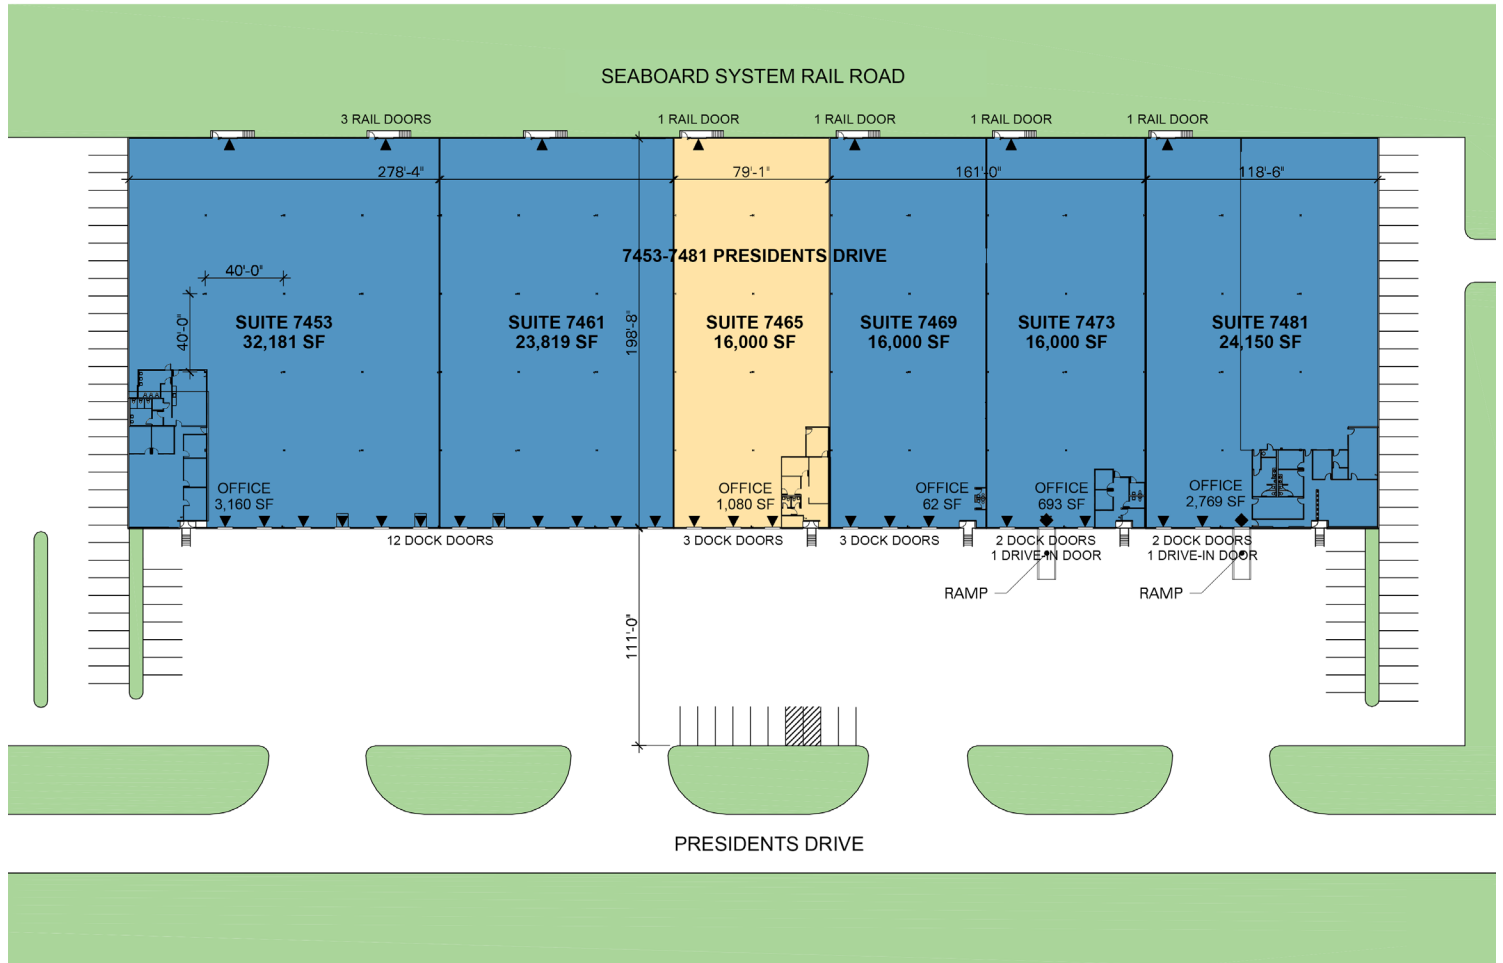 SEABOARD SYSTEM RAIL ROAD
3 RAIL DOORS
1 RAIL DOOR
1 RAIL DOOR
1 RAIL DOOR
1 RAIL DOOR
278'-4"
79'-1"
161'-0"
118'-6"
7453-7481 PRESIDENTS DRIVE
40'-0"
40'-0"
198'-8"
SUITE 7453
32,181 SF
SUITE 7461
23,819 SF
SUITE 7465
16,000 SF
SUITE 7469
16,000 SF
SUITE 7473
16,000 SF
SUITE 7481
24,150 SF
OFFICE
3,160 SF
OFFICE
1,080 SF
OFFICE
62 SF
OFFICE
693 SF
OFFICE
2,769 SF
12 DOCK DOORS
3 DOCK DOORS
3 DOCK DOORS
2 DOCK DOORS
1 DRIVE-IN DOOR
2 DOCK DOORS
1 DRIVE-IN DOOR
RAMP
RAMP
111'-0"
PRESIDENTS DRIVE